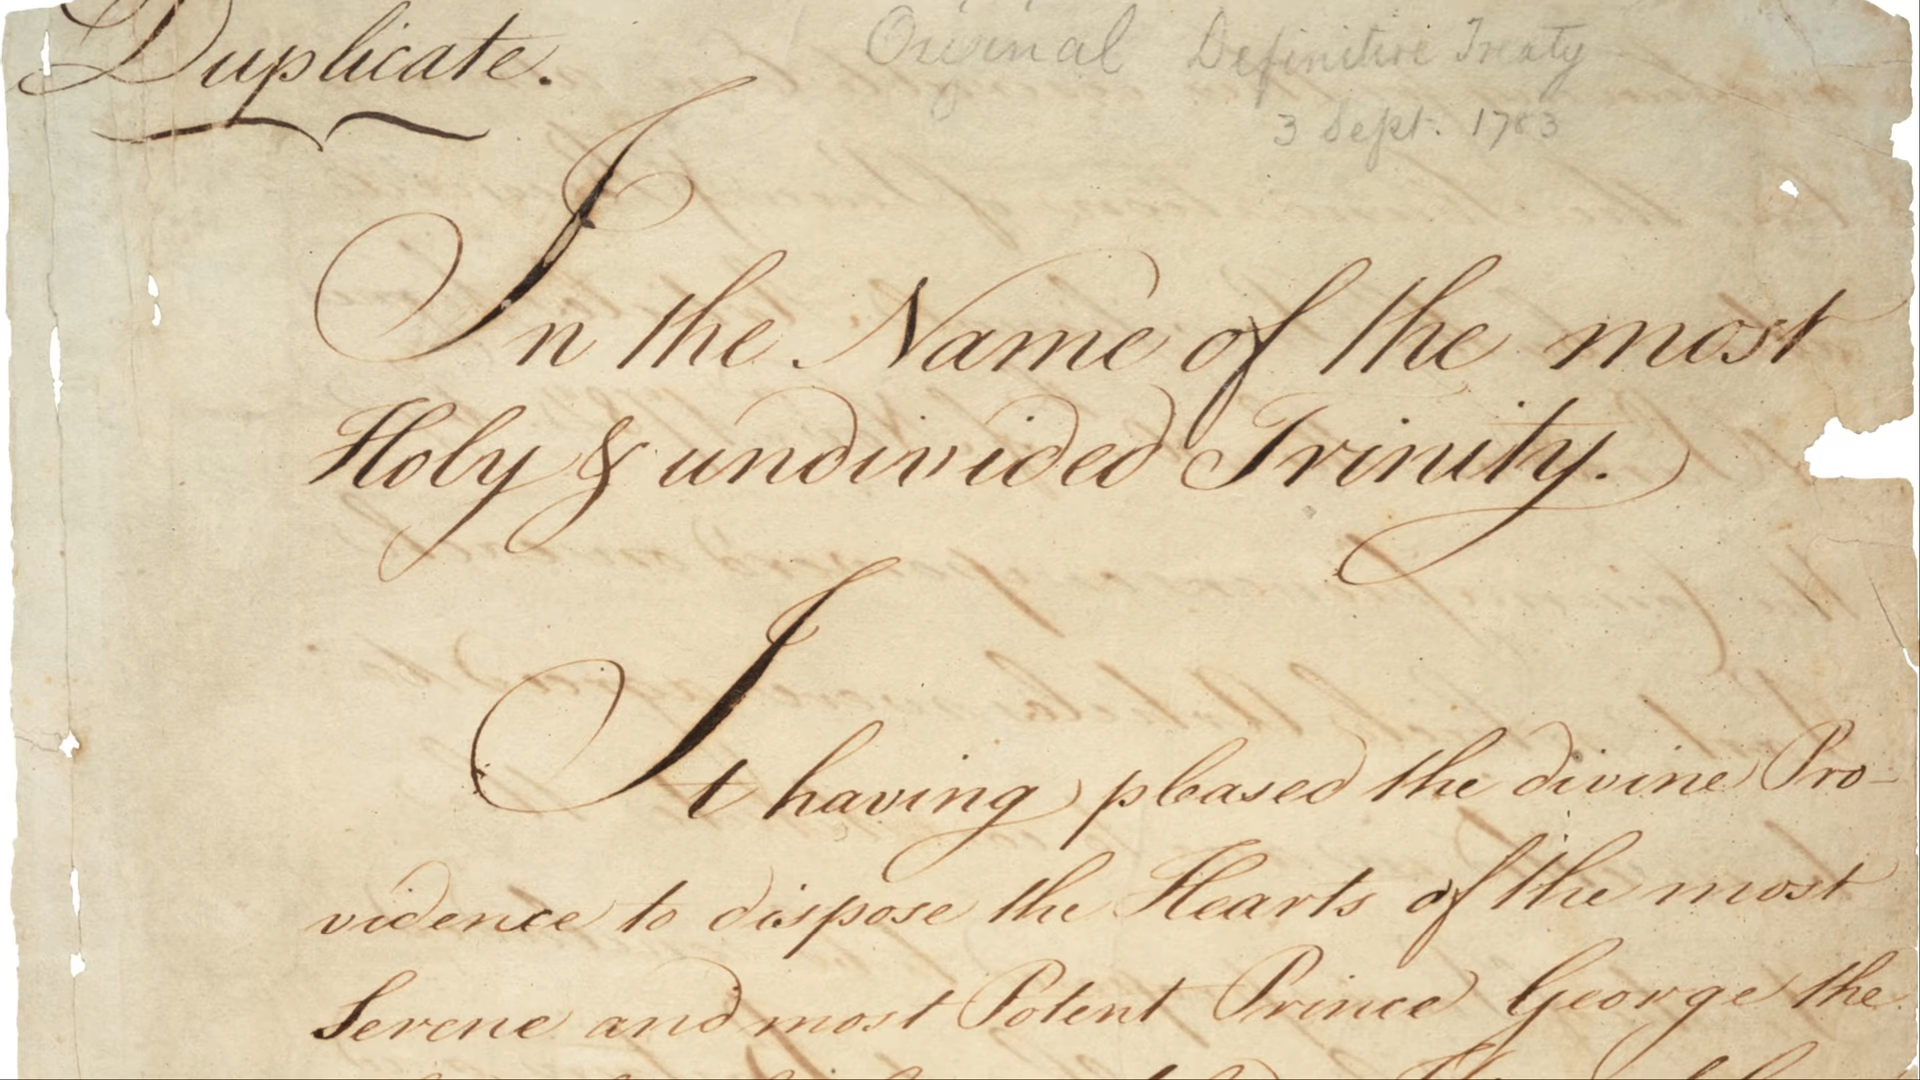 Duplicate.
Original Definitive Treaty
3 Sept. 1783
In the Name of the most
Holy & undivided Trinity.
It having pleased the divine Pro-
vidence to dispose the Hearts of the most
Serene and most Potent Prince George the